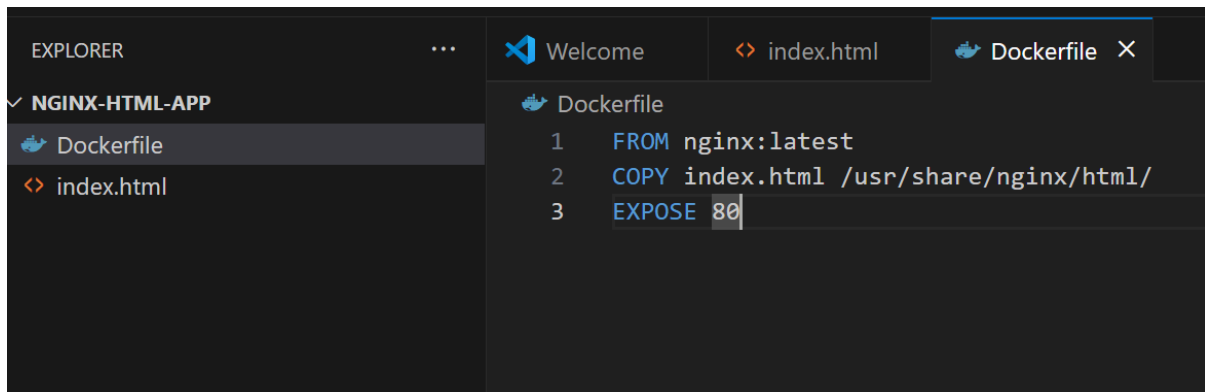 EXPLORER ...
NGINX-HTML-APP
Dockerfile
index.html
Welcome index.html Dockerfile
Dockerfile
1 FROM nginx:latest
2 COPY index.html /usr/share/nginx/html/
3 EXPOSE 80